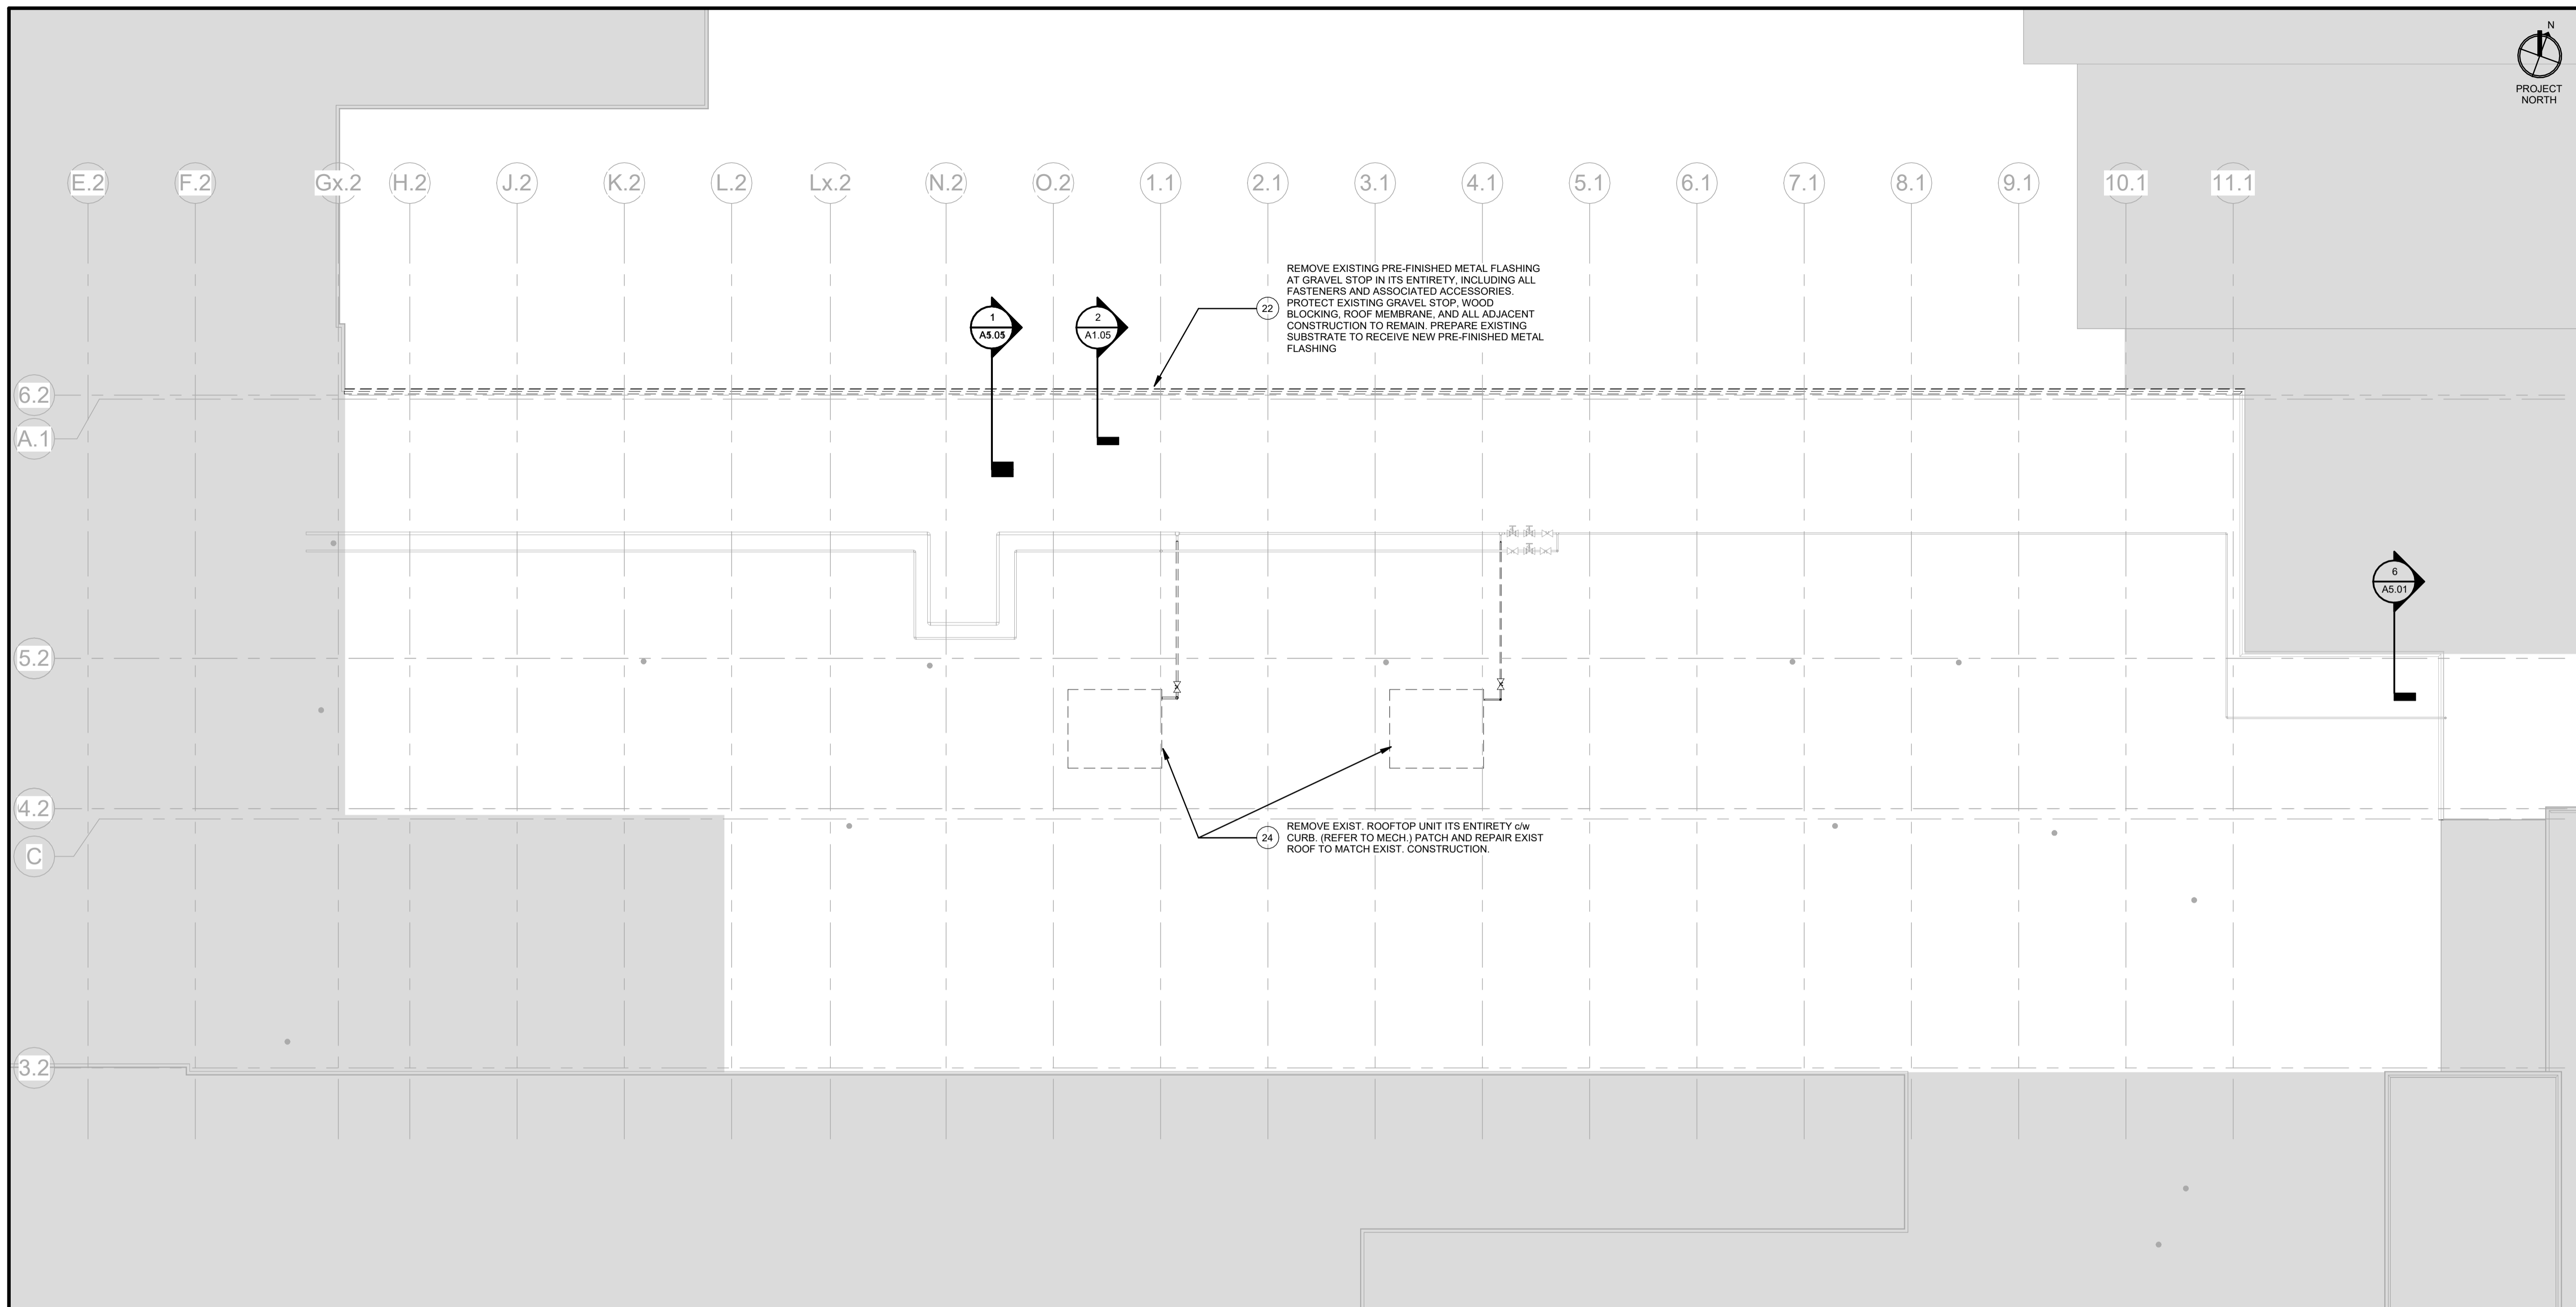 N
PROJECT
NORTH
E.2
F.2
Gx.2
H.2
J.2
K.2
L.2
Lx.2
N.2
O.2
1.1
2.1
3.1
4.1
5.1
6.1
7.1
8.1
9.1
10.1
11.1
REMOVE EXISTING PRE-FINISHED METAL FLASHING
AT GRAVEL STOP IN ITS ENTIRETY, INCLUDING ALL
FASTENERS AND ASSOCIATED ACCESSORIES.
PROTECT EXISTING GRAVEL STOP, WOOD
BLOCKING, ROOF MEMBRANE, AND ALL ADJACENT
CONSTRUCTION TO REMAIN. PREPARE EXISTING
SUBSTRATE TO RECEIVE NEW PRE-FINISHED METAL
FLASHING
22
1
2
A1.05
6.2
A.1
6
A5.01
5.2
4.2
C
24
REMOVE EXIST. ROOFTOP UNIT ITS ENTIRETY c/w
CURB. (REFER TO MECH.) PATCH AND REPAIR EXIST
ROOF TO MATCH EXIST. CONSTRUCTION.
3.2